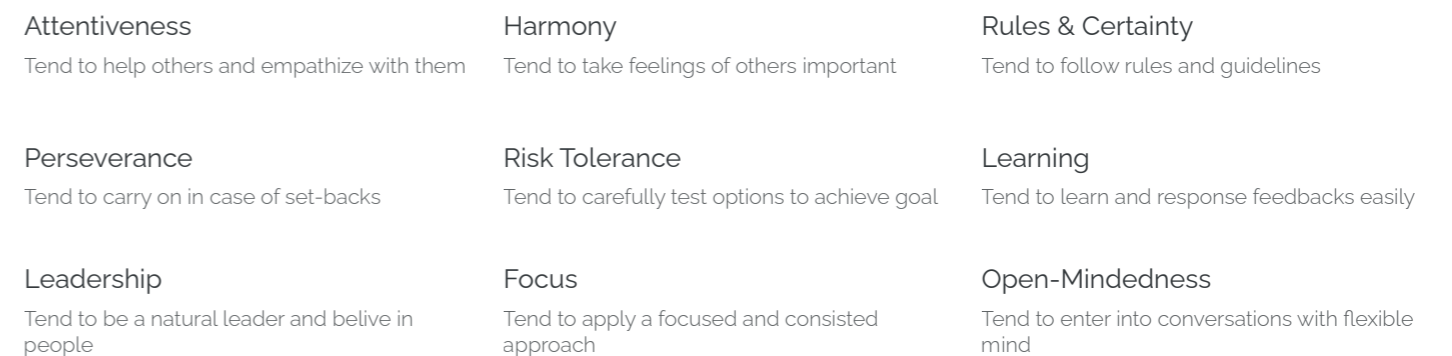 Attentiveness
Tend to help others and empathize with them
Harmony
Tend to take feelings of others important
Rules & Certainty
Tend to follow rules and guidelines
Perseverance
Tend to carry on in case of set-backs
Risk Tolerance
Tend to carefully test options to achieve goal
Learning
Tend to learn and response feedbacks easily
Leadership
Tend to be a natural leader and belive in
people
Focus
Tend to apply a focused and consisted
approach
Open-Mindedness
Tend to enter into conversations with flexible
mind